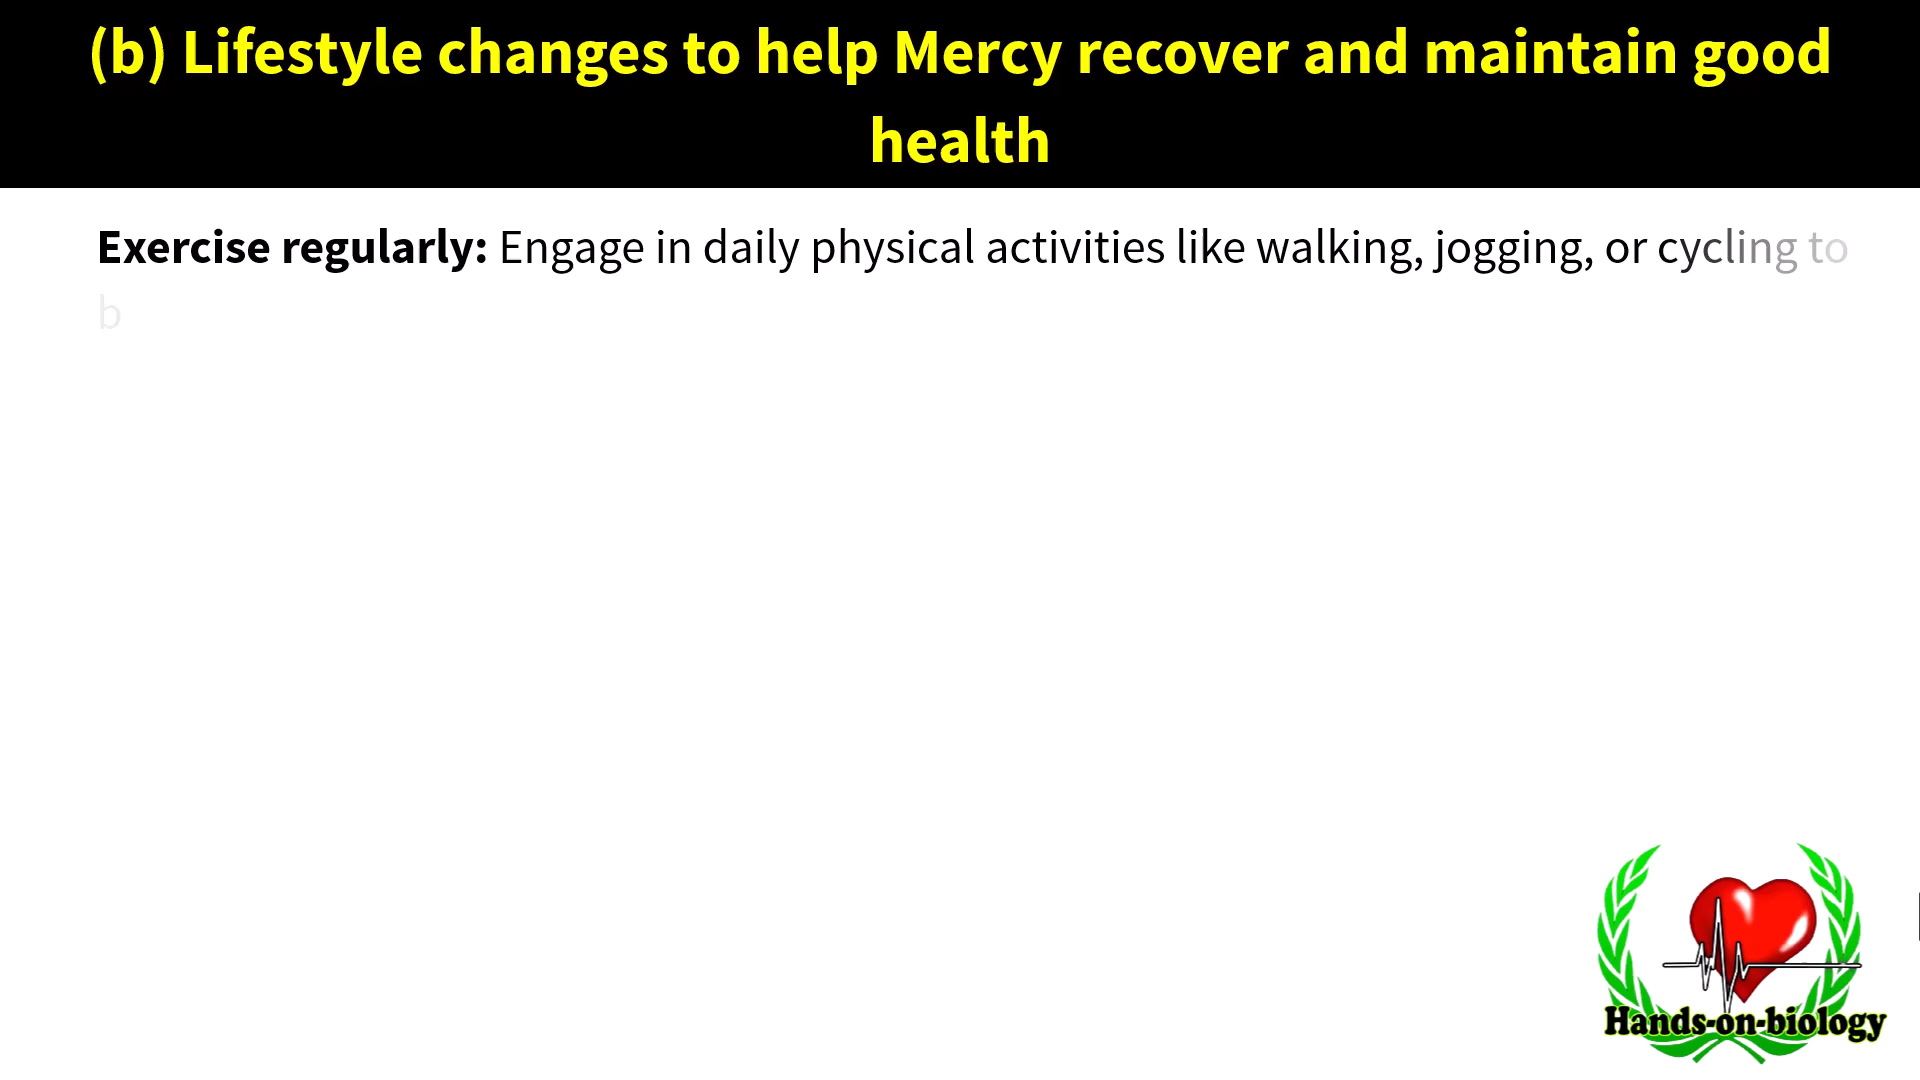 (b) Lifestyle changes to help Mercy recover and maintain good
health
Exercise regularly: Engage in daily physical activities like walking, jogging, or cycling to
b
Hands-on-biology